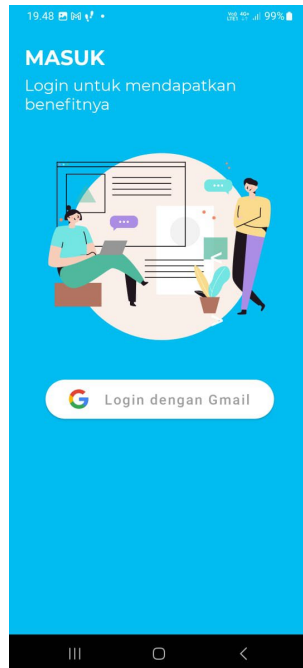 19.48
99%
MASUK
Login untuk mendapatkan
benefitnya
Login dengan Gmail